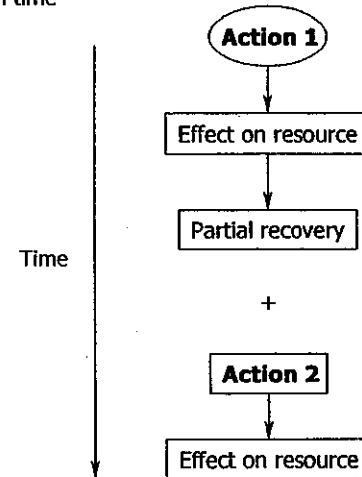 time
Action 1
Effect on resource
Partial recovery
Time
+
Action 2
Effect on resource